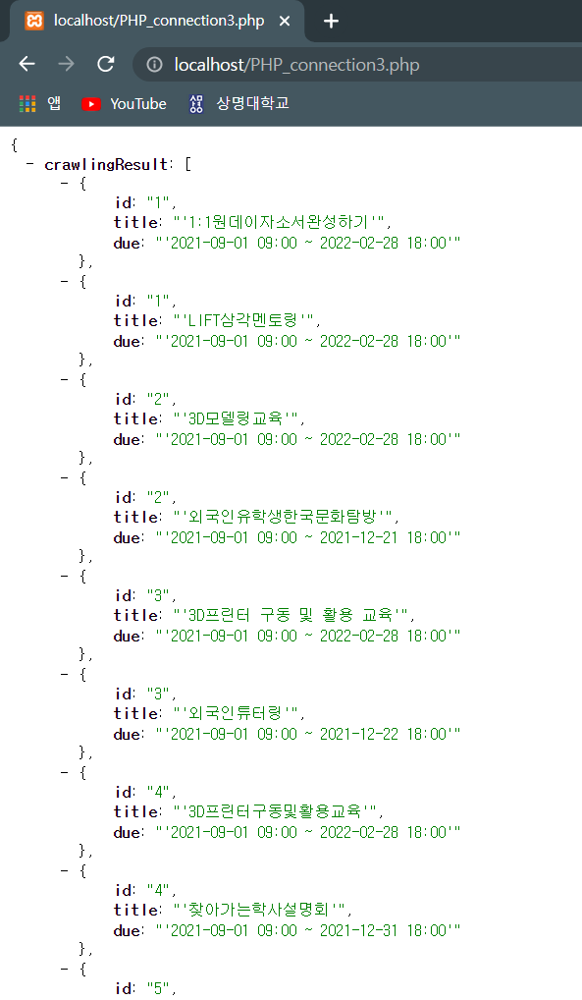 localhost/PHP_connection3.php
localhost/PHP_connection3.php
앱 YouTube 상명대학교
{
- crawlingResult: [
- {
id: "1",
title: "'1:1원데이자소서완성하기'",
due: "'2021-09-01 09:00 ~ 2022-02-28 18:00'"
},
- {
id: "1",
title: "'LIFT삼각멘토링'",
due: "'2021-09-01 09:00 ~ 2022-02-28 18:00'"
},
- {
id: "2",
title: "'3D모델링교육'",
due: "'2021-09-01 09:00 ~ 2022-02-28 18:00'"
},
- {
id: "2",
title: "'외국인유학생한국문화탐방'",
due: "'2021-09-01 09:00 ~ 2021-12-21 18:00'"
},
- {
id: "3",
title: "'3D프린터 구동 및 활용 교육'",
due: "'2021-09-01 09:00 ~ 2022-02-28 18:00'"
},
- {
id: "3",
title: "'외국인튜터링'",
due: "'2021-09-01 09:00 ~ 2021-12-22 18:00'"
},
- {
id: "4",
title: "'3D프린터구동및활용교육'",
due: "'2021-09-01 09:00 ~ 2022-02-28 18:00'"
},
- {
id: "4",
title: "'찾아가는학사설명회'",
due: "'2021-09-01 09:00 ~ 2021-12-31 18:00'"
},
- {
id: "5",